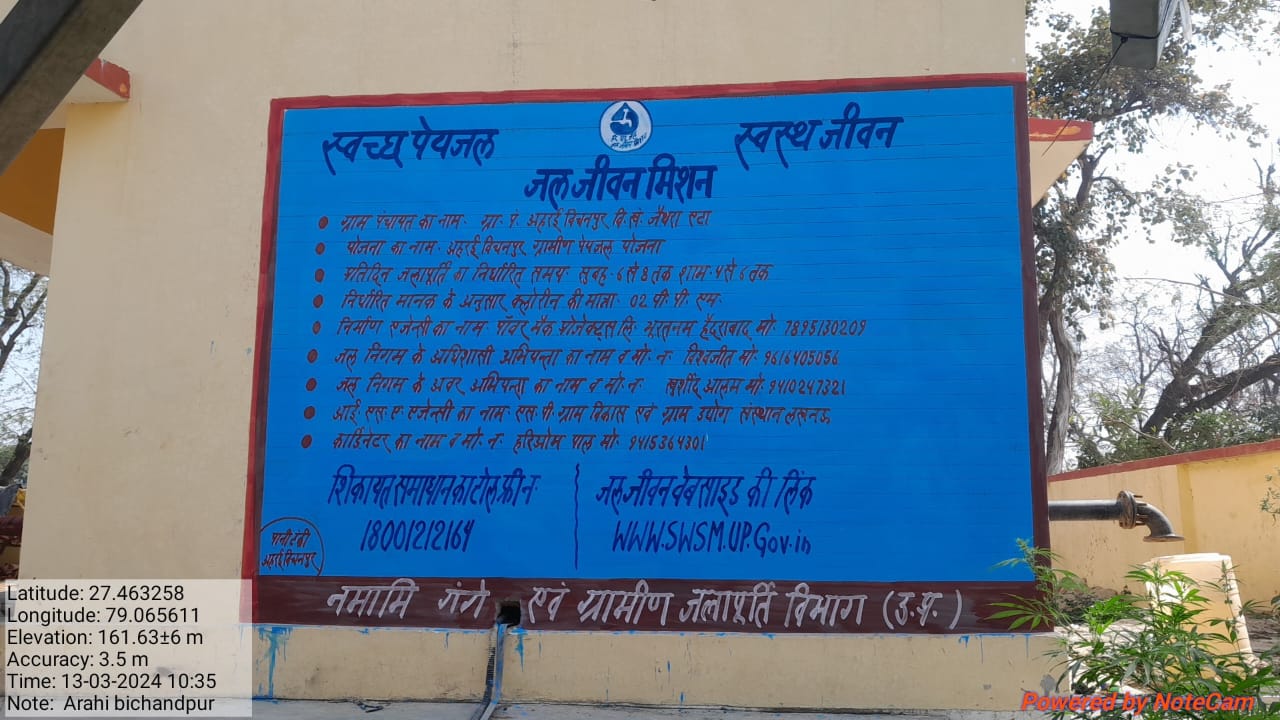 स्वच्छ पेयजल
स्वस्थ जीवन
जल जीवन मिशन
ग्राम पंचायत का नाम- ग्रा· पं· अहरई विचनपुर वि·खं· जैथरा एटा
योजना का नाम- अहरई विचनपुर ग्रामीण पेयजल योजना
प्रतिदिन जलापूर्ति का निर्धारित समय- सुबह- 6 से 8 तक शाम- 4 से 6 तक
निर्धारित मानक के अनुसार क्लोरीन की मात्रा- 02 पी· पी· एम·
निर्माण एजेन्सी का नाम- पॉवर मैक प्रोजेक्ट्स लि· हैदराबाद मो· 7895130209
जल निगम के अधिशासी अभियन्ता का नाम व मो· न· विश्वजीत मो· 9616405056
जल निगम के अवर अभियन्ता का नाम व मो· न· खुर्शीद आलम मो· 9410247321
आई· एस· ए· एजेन्सी का नाम- एस· पी· ग्राम विकास एवं ग्राम उद्योग संस्थान लखनऊ
कार्डिनेटर का नाम व मो· न· हरिओम पाल मो· 9415364301
शिकायत समाधान का टोल फ्री न·
18001212164
जल जीवन वेबसाइड की लिंक
WWW.SWSM.UP.Gov.in
पानी टंकी
अहरई विचनपुर
नमामि गंगे एवं ग्रामीण जलापूर्ति विभाग (उ·प्र·)
Latitude: 27.463258
Longitude: 79.065611
Elevation: 161.63±6 m
Accuracy: 3.5 m
Time: 13-03-2024 10:35
Note: Arahi bichandpur
Powered by NoteCam